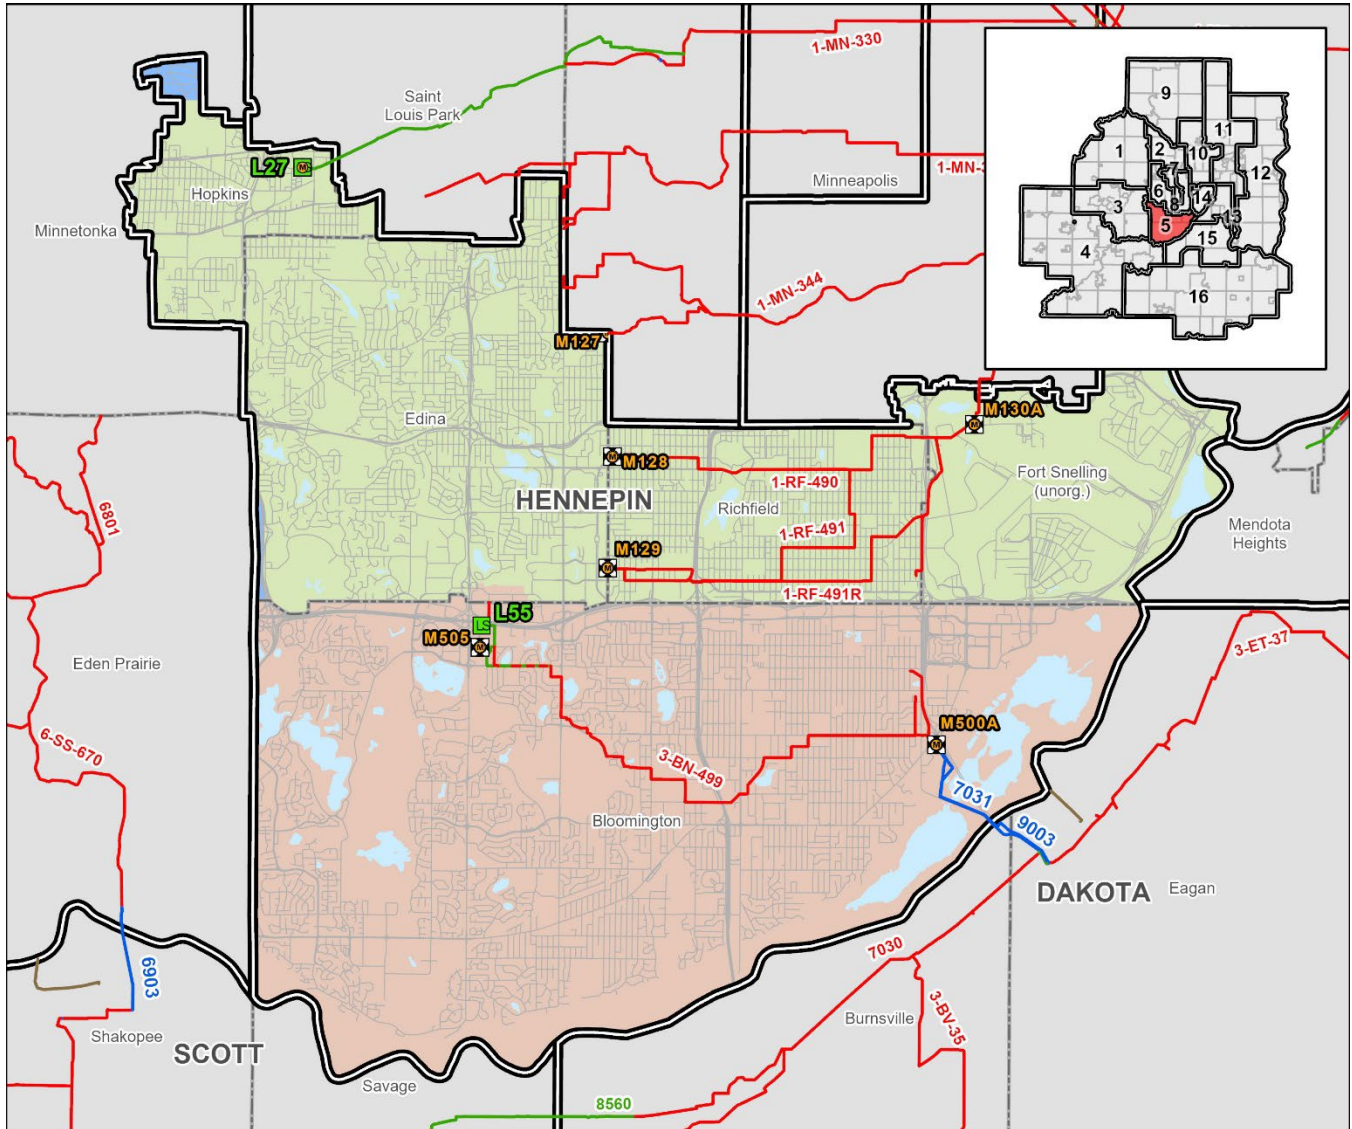 1-MN-330
Saint
Louis Park
L27
M
Hopkins
Minnetonka
Minneapolis
1-MN-344
M127
Edina
M130A
M
M128
M
1-RF-490
HENNEPIN
Richfield
Fort Snelling
(unorg.)
1-RF-491
Mendota
Heights
M129
M
1-RF-491R
6801
L55
LS
M505
M
Eden Prairie
3-ET-37
6-SS-670
M500A
M
3-BN-499
7031
Bloomington
9003
DAKOTA
Eagan
7030
6903
Burnsville
3-BV-35
Shakopee
SCOTT
Savage
8560
9
11
1
2
10
7
12
6
14
8
3
13
5
15
4
16